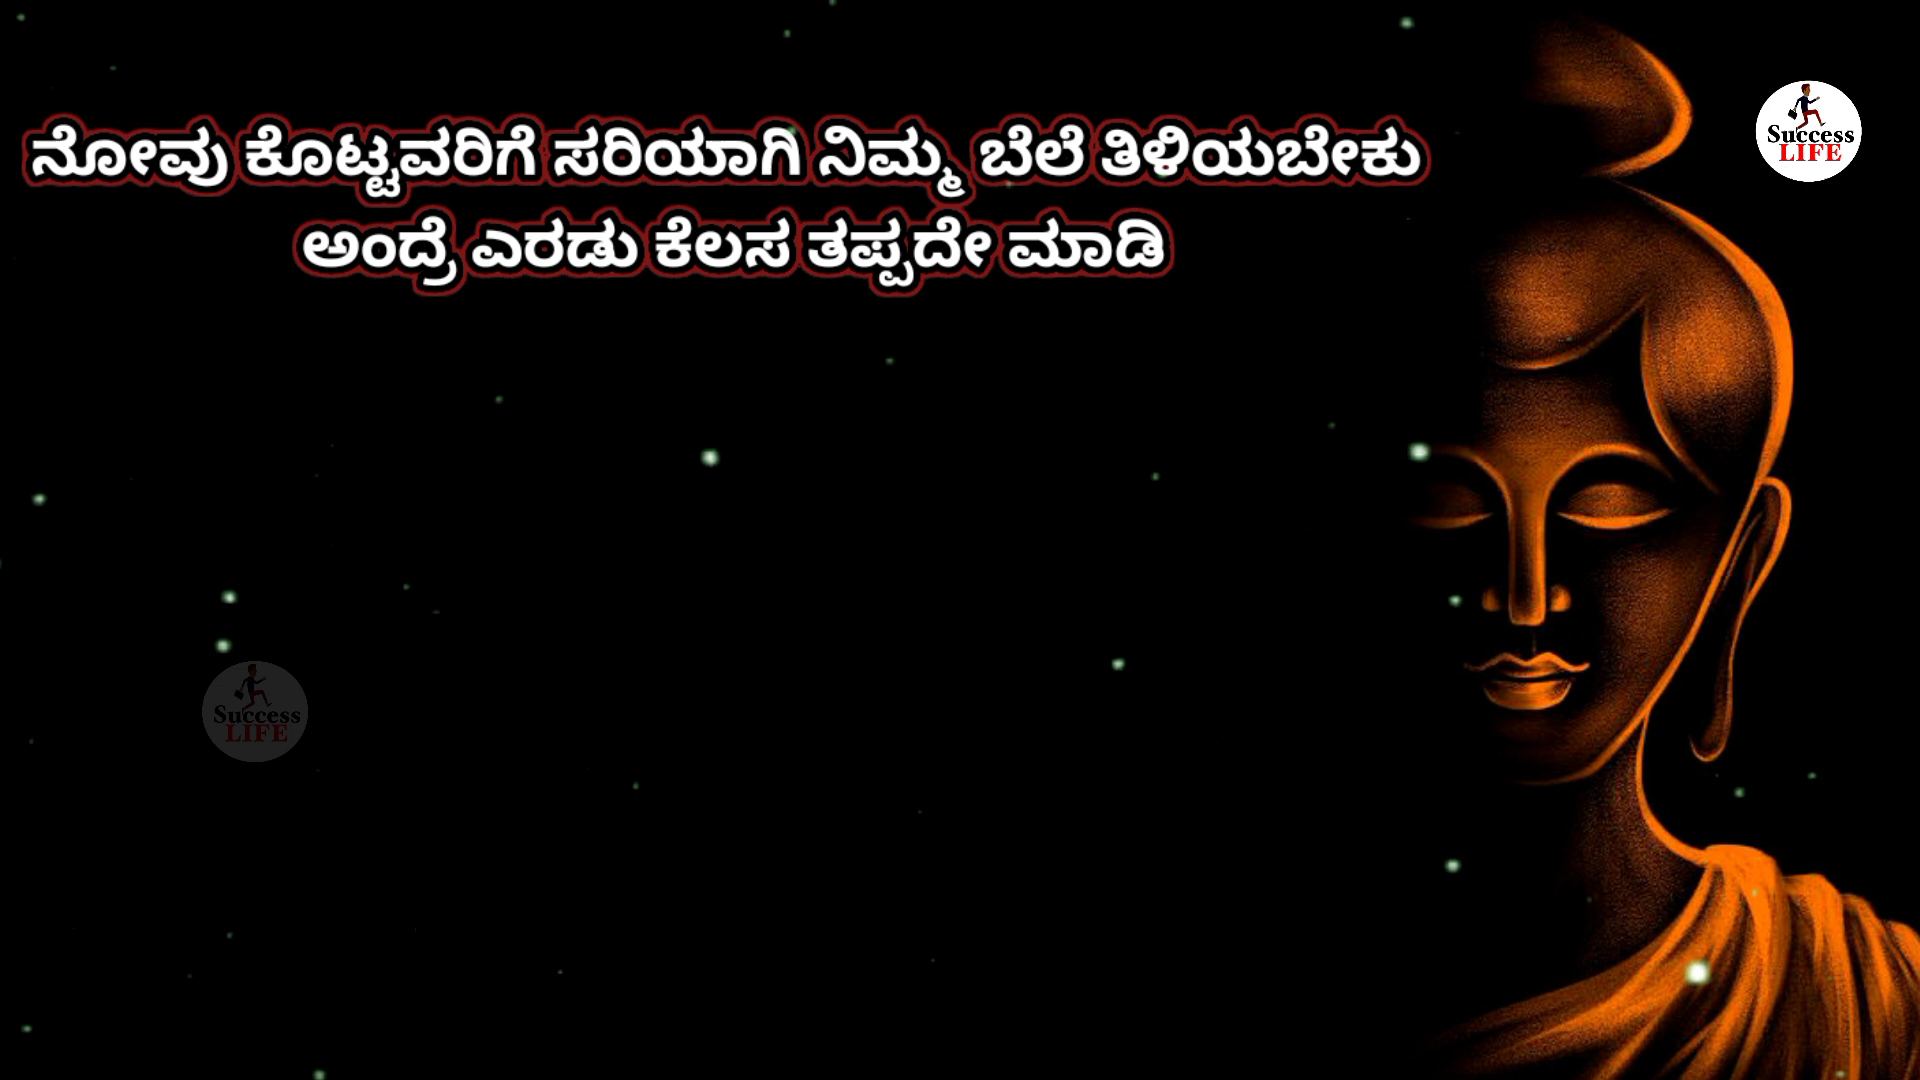 ನೋವು ಕೊಟ್ಟವರಿಗೆ ಸರಿಯಾಗಿ ನಿಮ್ಮ ಬೆಲೆ ತಿಳಿಯಬೇಕು
ಅಂದ್ರೆ ಎರಡು ಕೆಲಸ ತಪ್ಪದೇ ಮಾಡಿ
Success
LIFE
Success
LIFE